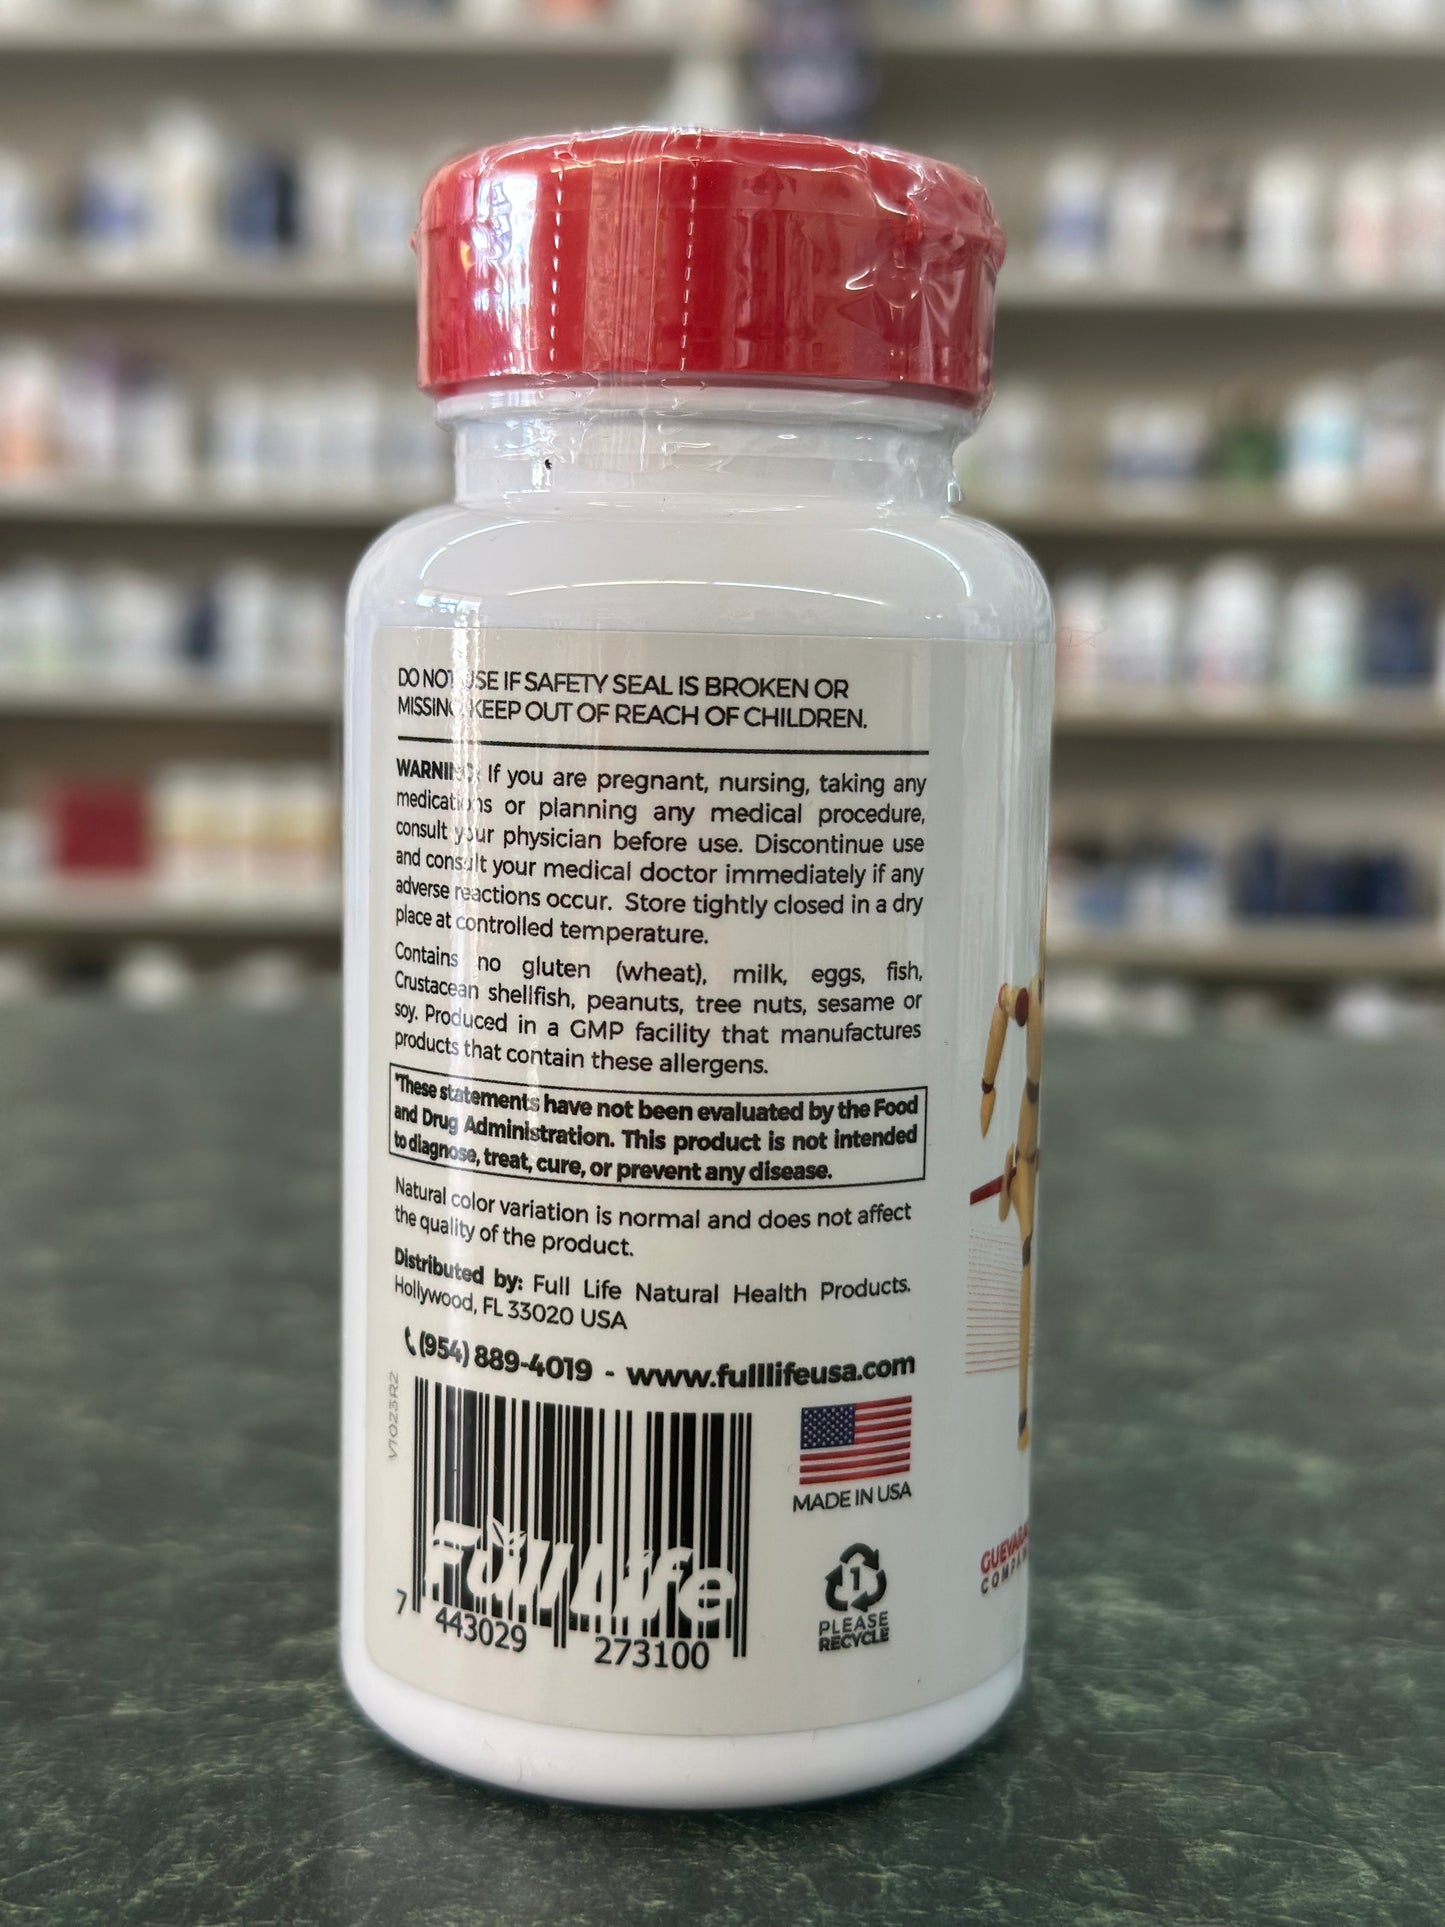 DO NOT USE IF SAFETY SEAL IS BROKEN OR
MISSING. KEEP OUT OF REACH OF CHILDREN.
WARNING: If you are pregnant, nursing, taking any
medications or planning any medical procedure,
consult your physician before use. Discontinue use
and consult your medical doctor immediately if any
adverse reactions occur. Store tightly closed in a dry
place at controlled temperature.
Contains no gluten (wheat), milk, eggs, fish,
Crustacean shellfish, peanuts, tree nuts, sesame or
soy. Produced in a GMP facility that manufactures
products that contain these allergens.
*These statements have not been evaluated by the Food
and Drug Administration. This product is not intended
to diagnose, treat, cure, or prevent any disease.
Natural color variation is normal and does not affect
the quality of the product.
Distributed by: Full Life Natural Health Products.
Hollywood, FL 33020 USA
(954) 889-4019 - www.fulllifeusa.com
V1023R2
MADE IN USA
Full Life
7 443029 273100
1
PLEASE
RECYCLE